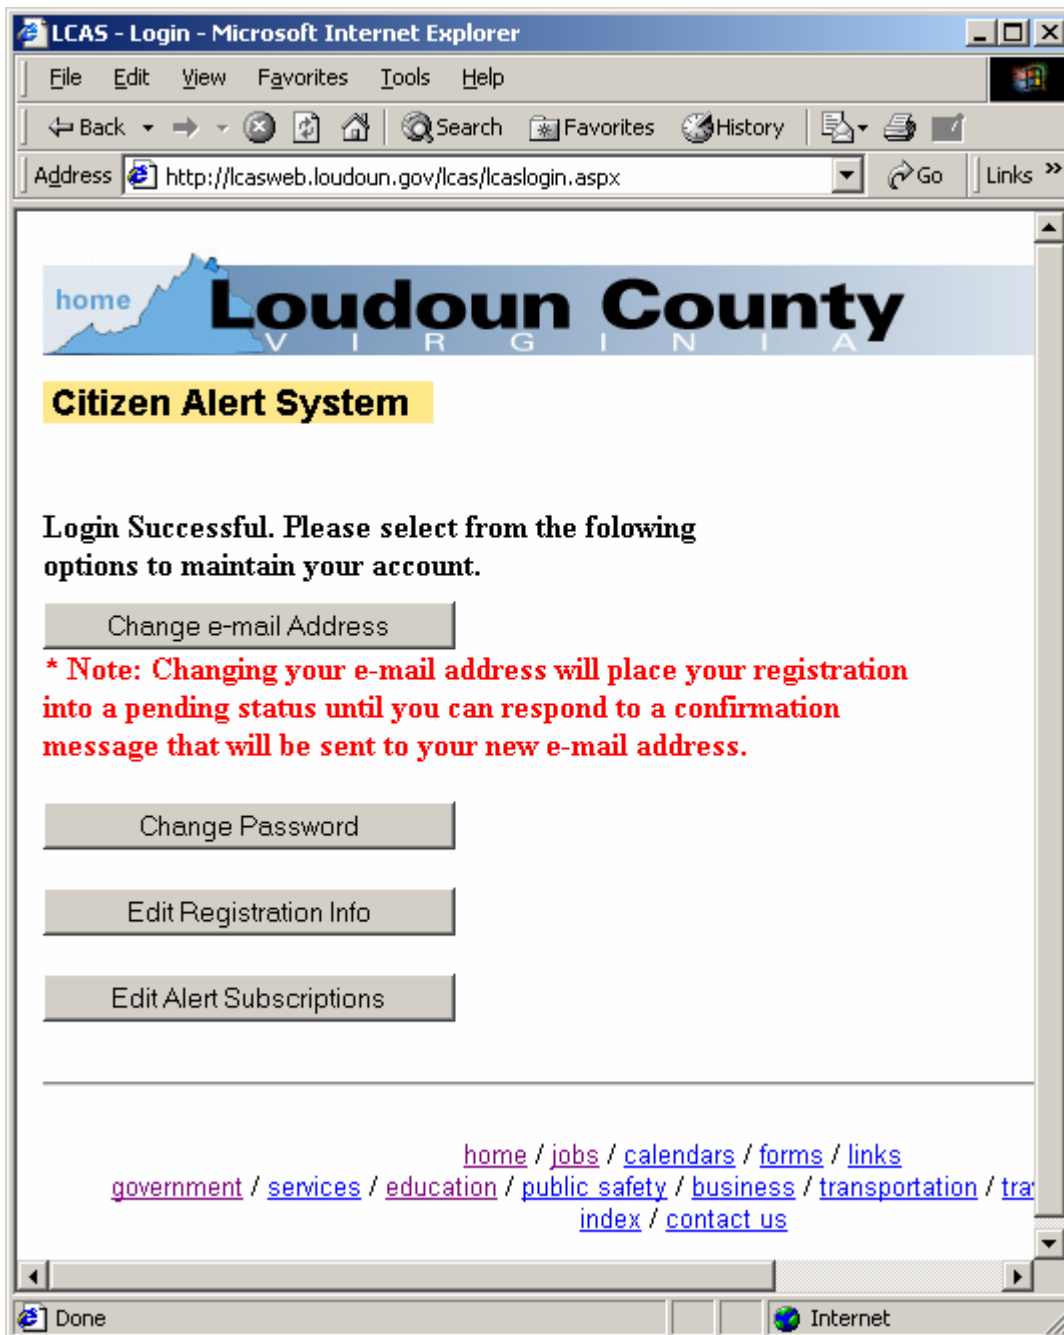 LCAS - Login - Microsoft Internet Explorer
File Edit View Favorites Tools Help
Back Search Favorites History
Address http://lcasweb.loudoun.gov/lcas/lcaslogin.aspx Go Links »
home Loudoun County
VIRGINIA
Citizen Alert System
Login Successful. Please select from the folowing
options to maintain your account.
Change e-mail Address
* Note: Changing your e-mail address will place your registration
into a pending status until you can respond to a confirmation
message that will be sent to your new e-mail address.
Change Password
Edit Registration Info
Edit Alert Subscriptions
home / jobs / calendars / forms / links
government / services / education / public safety / business / transportation / tra
index / contact us
Done Internet